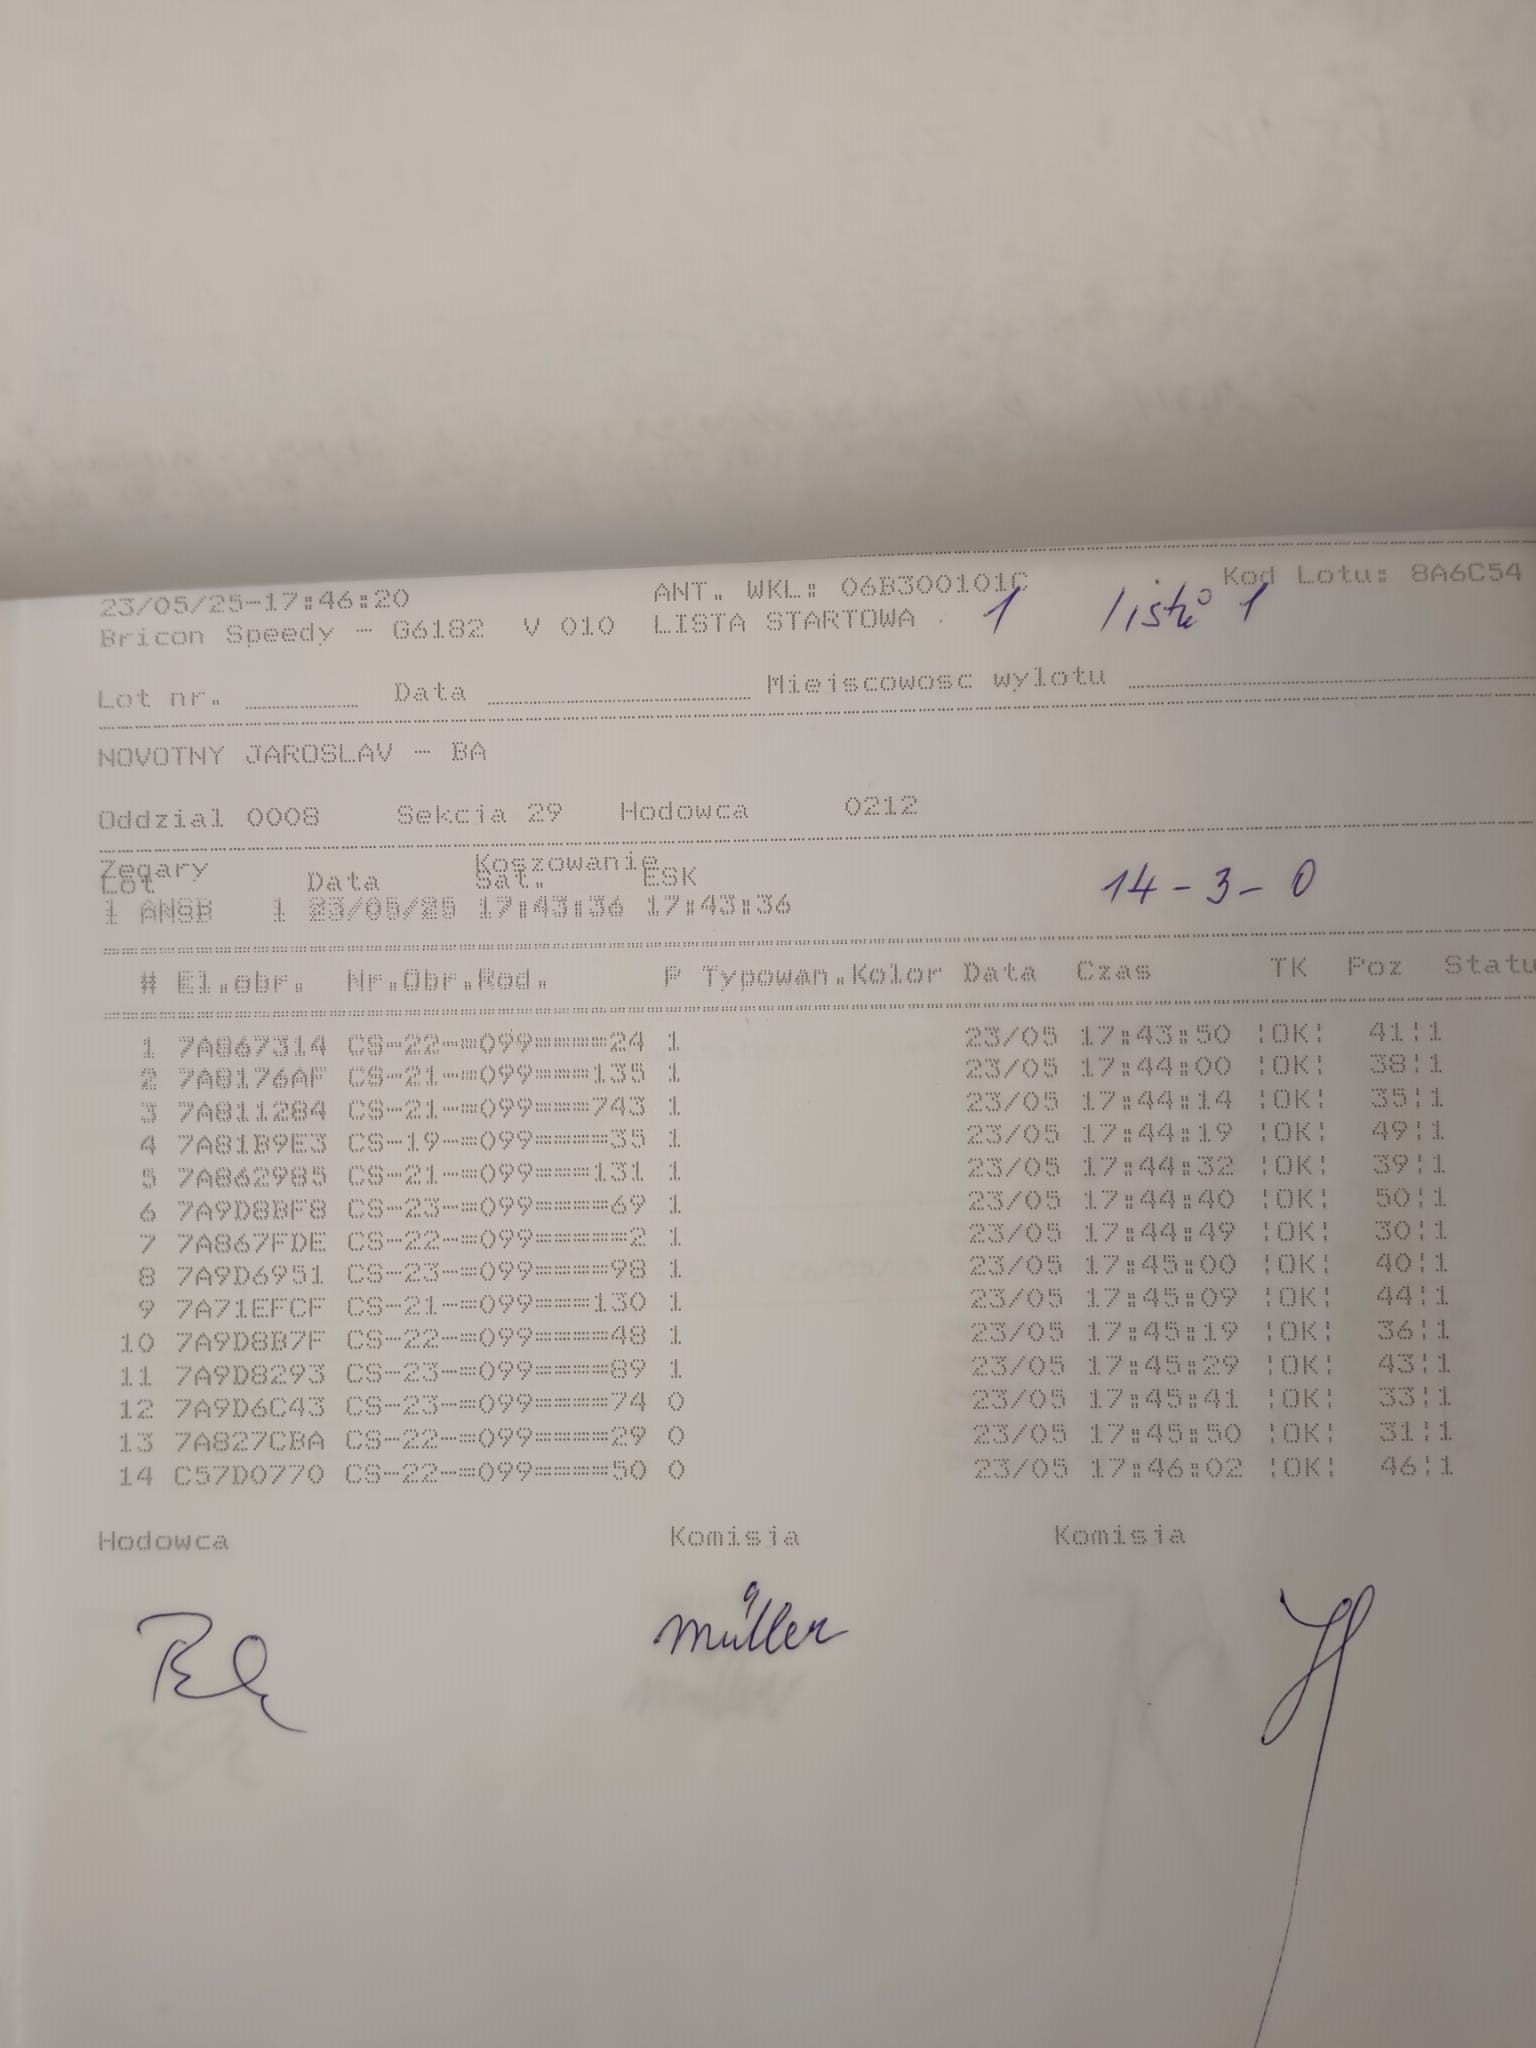 23/05/25-17:46:20 ANT. WKL: 06B300101C Kod Lotu: 8A6C54
Bricon Speedy - G6182 V 010 LISTA STARTOWA 1 1
Lot nr. Data Miejscowosc wylotu
NOVOTNY JAROSLAV - BA
Oddzial 0008 Sekcja 29 Hodowca 0212
Zegary Koszowanie
Lot Data Sat. ESK 14-3-0
1 ANSB 1 23/05/25 17:43:36 17:43:36
# El.obr. Nr.Obr.Rod. P Typowan.Kolor Data Czas TK Poz Statu
1 7A867314 CS-22-=099====24 1 23/05 17:43:50 ¦OK¦ 41¦1
2 7A8176AF CS-21-=099===135 1 23/05 17:44:00 ¦OK¦ 38¦1
3 7A811284 CS-21-=099===743 1 23/05 17:44:14 ¦OK¦ 35¦1
4 7A81B9E3 CS-19-=099====35 1 23/05 17:44:19 ¦OK¦ 49¦1
5 7A862985 CS-21-=099===131 1 23/05 17:44:32 ¦OK¦ 39¦1
6 7A9D8BF8 CS-23-=099====69 1 23/05 17:44:40 ¦OK¦ 50¦1
7 7A867FDE CS-22-=099=====2 1 23/05 17:44:49 ¦OK¦ 30¦1
8 7A9D6951 CS-23-=099====98 1 23/05 17:45:00 ¦OK¦ 40¦1
9 7A71EFCF CS-21-=099===130 1 23/05 17:45:09 ¦OK¦ 44¦1
10 7A9D8B7F CS-22-=099====48 1 23/05 17:45:19 ¦OK¦ 36¦1
11 7A9D8293 CS-23-=099====89 1 23/05 17:45:29 ¦OK¦ 43¦1
12 7A9D6C43 CS-23-=099====74 0 23/05 17:45:41 ¦OK¦ 33¦1
13 7A827CBA CS-22-=099====29 0 23/05 17:45:50 ¦OK¦ 31¦1
14 C57D0770 CS-22-=099====50 0 23/05 17:46:02 ¦OK¦ 46¦1
Hodowca Komisja Komisja
Müller